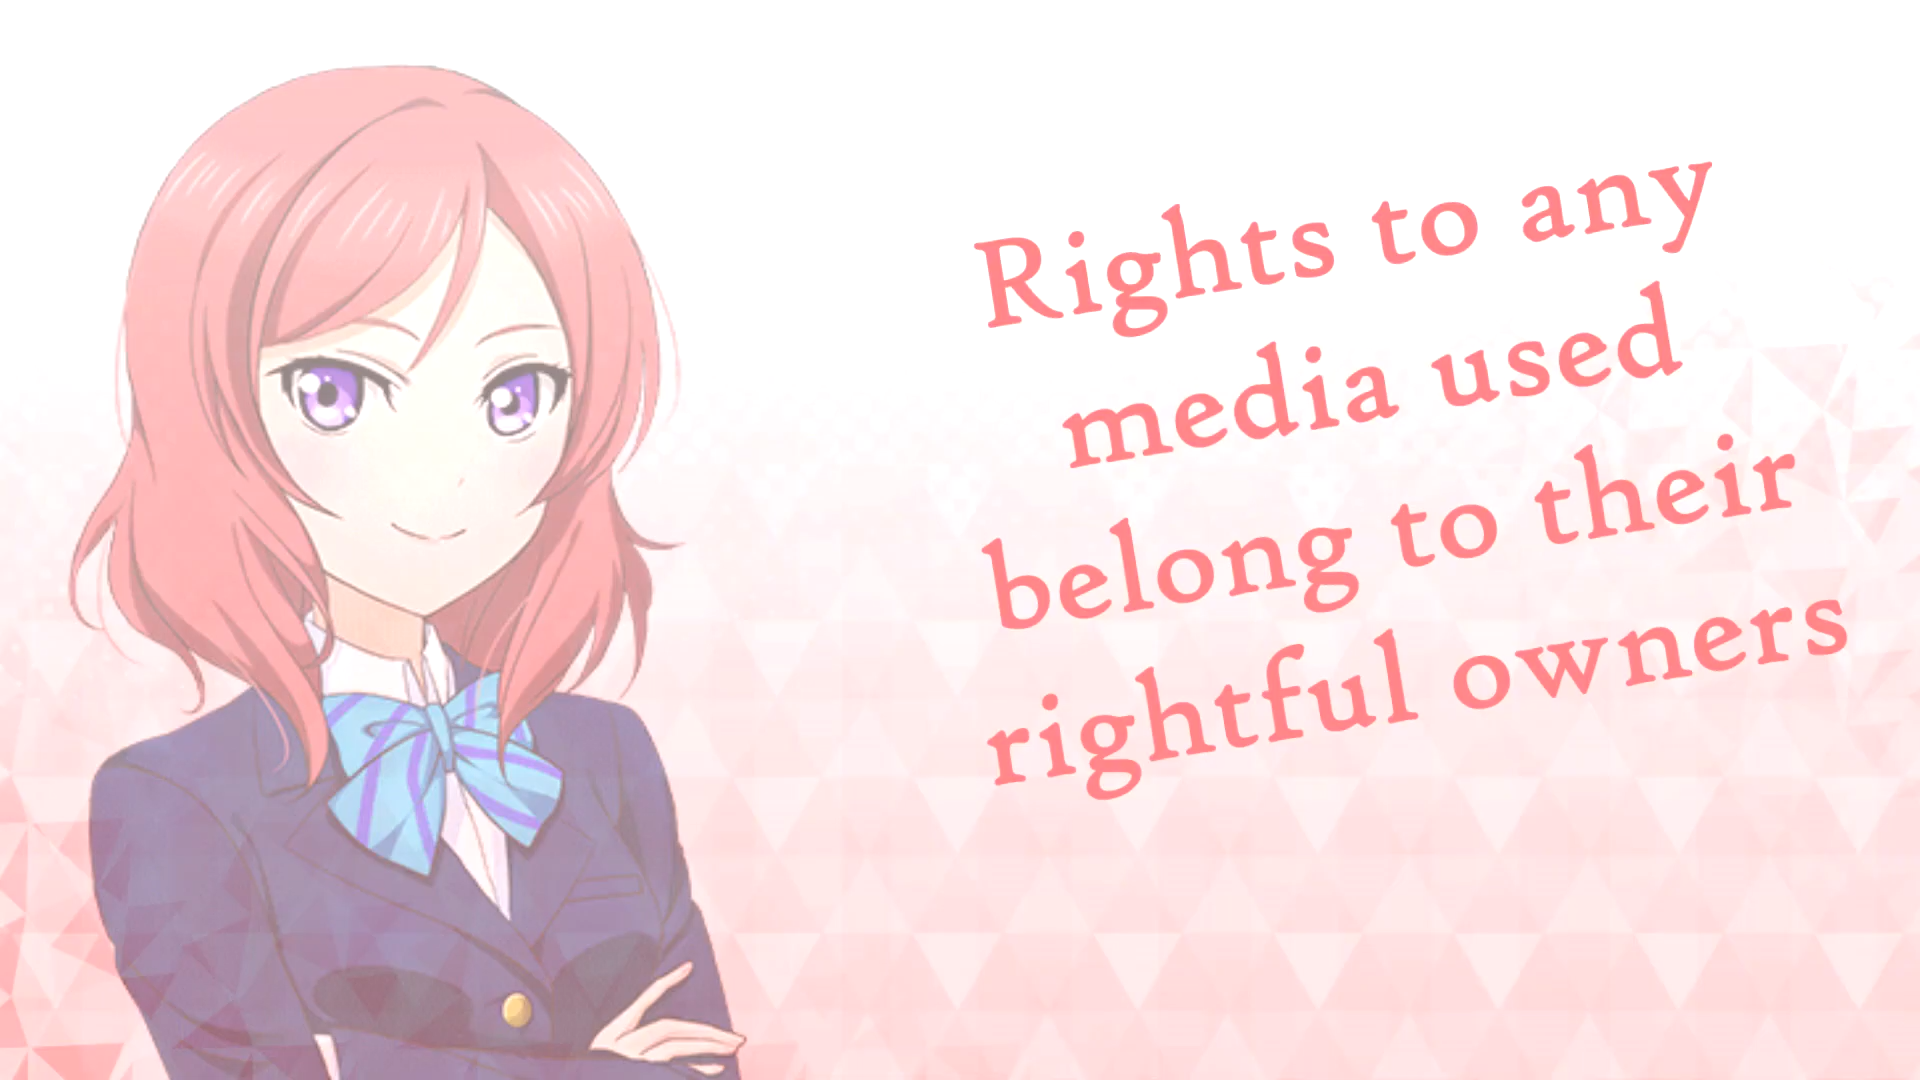 Rights to any
media used
belong to their
rightful owners